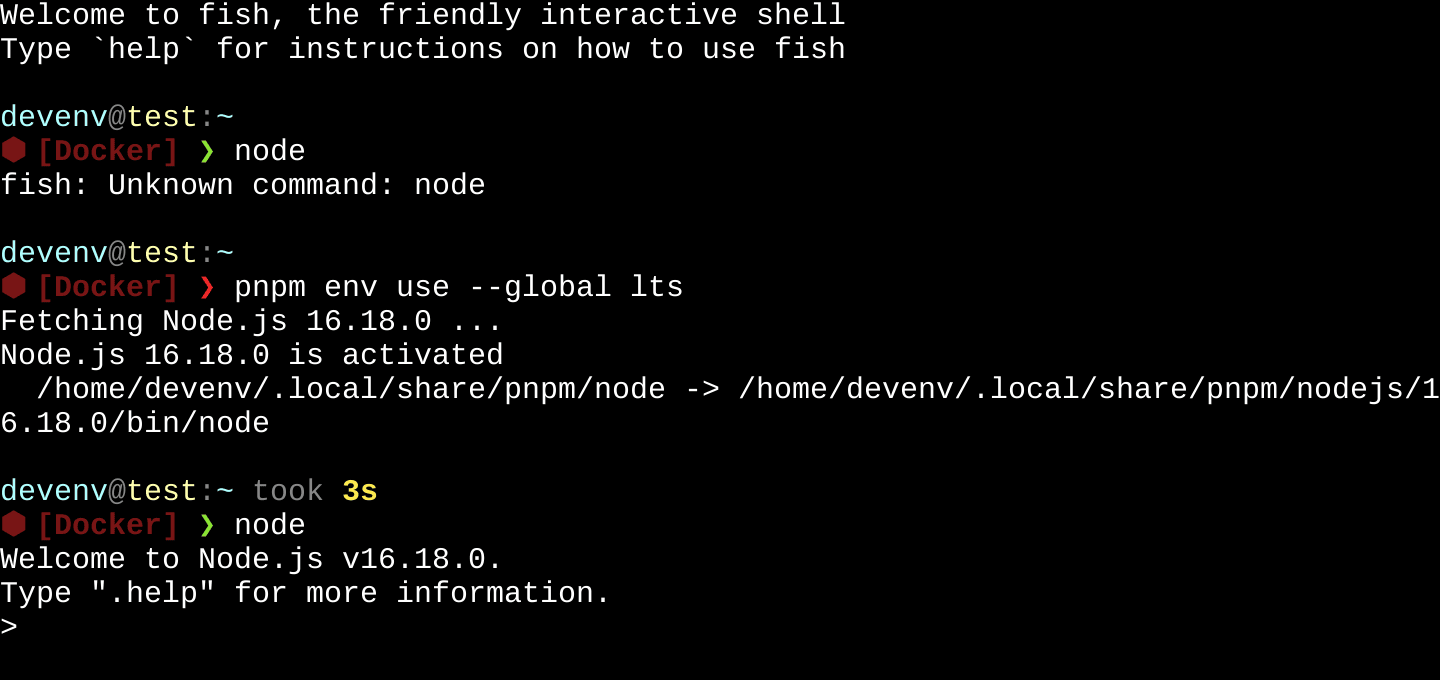 Welcome to fish, the friendly interactive shell
Type `help` for instructions on how to use fish
devenv@test:~
⬢ [Docker] ❯ node
fish: Unknown command: node
devenv@test:~
⬢ [Docker] ❯ pnpm env use --global lts
Fetching Node.js 16.18.0 ...
Node.js 16.18.0 is activated
  /home/devenv/.local/share/pnpm/node -> /home/devenv/.local/share/pnpm/nodejs/1
6.18.0/bin/node
devenv@test:~ took 3s
⬢ [Docker] ❯ node
Welcome to Node.js v16.18.0.
Type ".help" for more information.
>